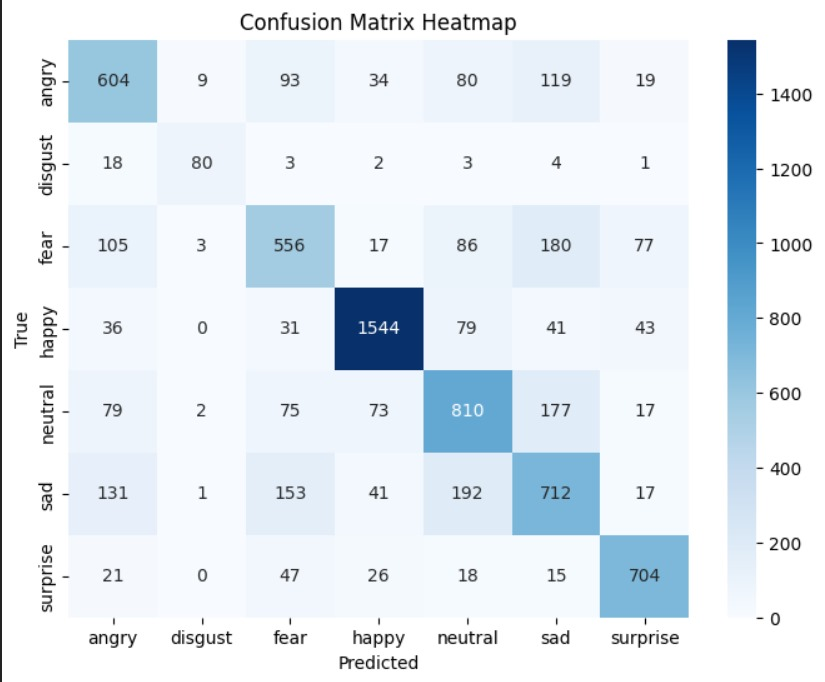 Confusion Matrix Heatmap
angry 604 9 93 34 80 119 19
disgust 18 80 3 2 3 4 1
fear 105 3 556 17 86 180 77
happy 36 0 31 1544 79 41 43
neutral 79 2 75 73 810 177 17
sad 131 1 153 41 192 712 17
surprise 21 0 47 26 18 15 704
True
angry disgust fear happy neutral sad surprise
Predicted
1400
1200
1000
800
600
400
200
0